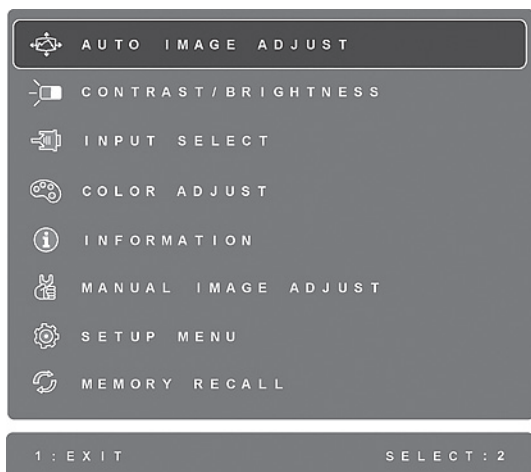 AUTO IMAGE ADJUST
CONTRAST/BRIGHTNESS
INPUT SELECT
COLOR ADJUST
INFORMATION
MANUAL IMAGE ADJUST
SETUP MENU
MEMORY RECALL
1:EXIT SELECT:2